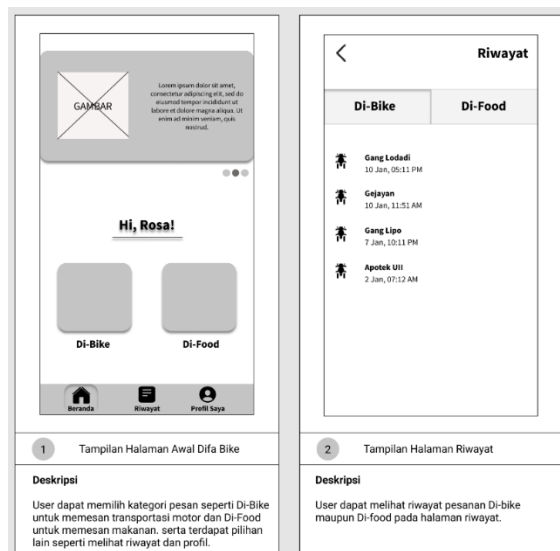 GAMBAR
Lorem ipsum dolor sit amet,
consectetur adipiscing elit, sed do
eiusmod tempor incididunt ut
labore et dolore magna aliqua. Ut
enim ad minim veniam, quis
nostrud.
Hi, Rosa!
Di-Bike
Di-Food
Beranda
Riwayat
Profil Saya
1
Tampilan Halaman Awal Difa Bike
Deskripsi
User dapat memilih kategori pesan seperti Di-Bike
untuk memesan transportasi motor dan Di-Food
untuk memesan makanan. serta terdapat pilihan
lain seperti melihat riwayat dan profil.
Riwayat
Di-Bike
Di-Food
Gang Lodadi
10 Jan, 05:11 PM
Gejayan
10 Jan, 11:51 AM
Gang Lipo
7 Jan, 10:11 PM
Apotek UII
2 Jan, 07:12 AM
2
Tampilan Halaman Riwayat
Deskripsi
User dapat melihat riwayat pesanan Di-bike
maupun Di-food pada halaman riwayat.